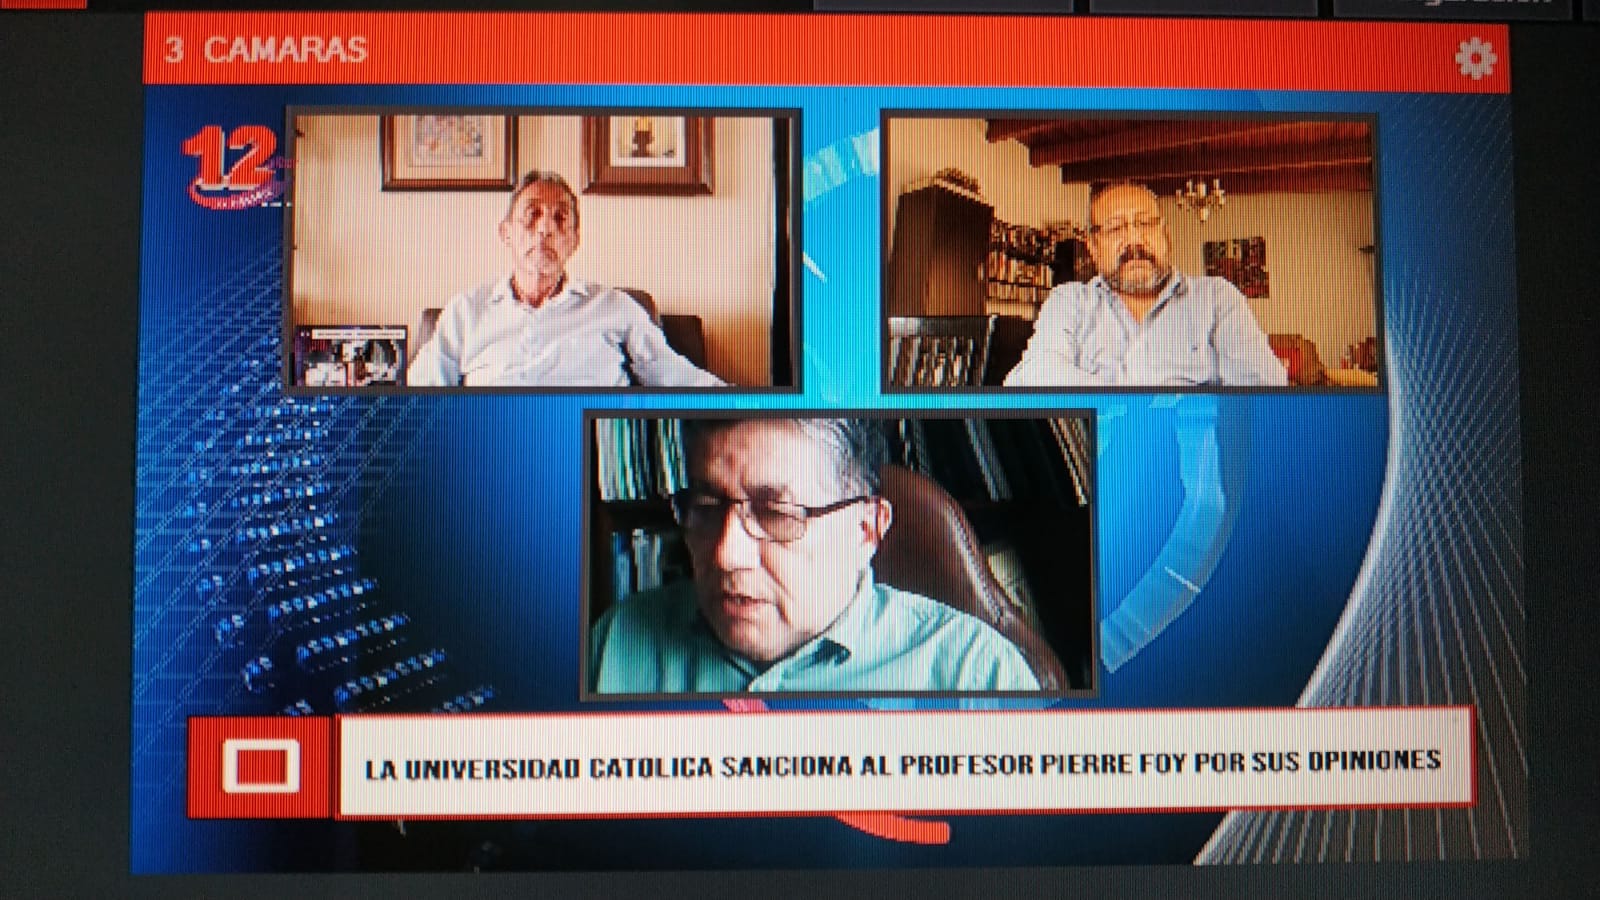 3 CAMARAS
12
LA UNIVERSIDAD CATOLICA SANCIONA AL PROFESOR PIERRE FOY POR SUS OPINIONES